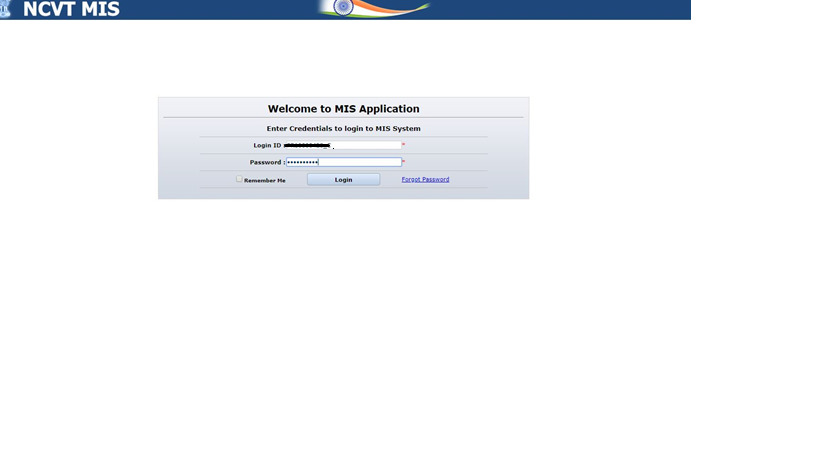 NCVT MIS
Welcome to MIS Application
Enter Credentials to login to MIS System
Login ID :
*
Password : •••••••••• *
Remember Me Login Forgot Password